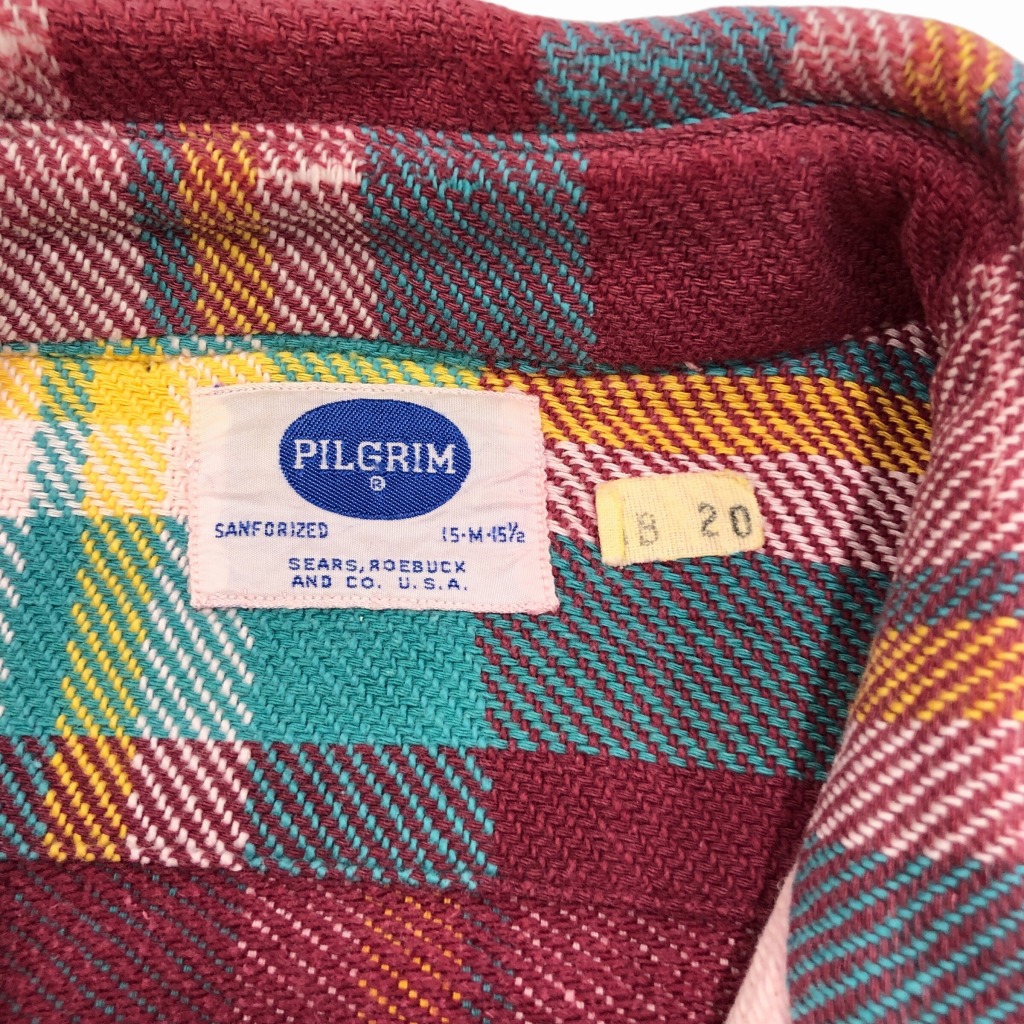 PILGRIM
®
SANFORIZED 15-M-15½
SEARS, ROEBUCK
AND CO. U.S.A.
B 20